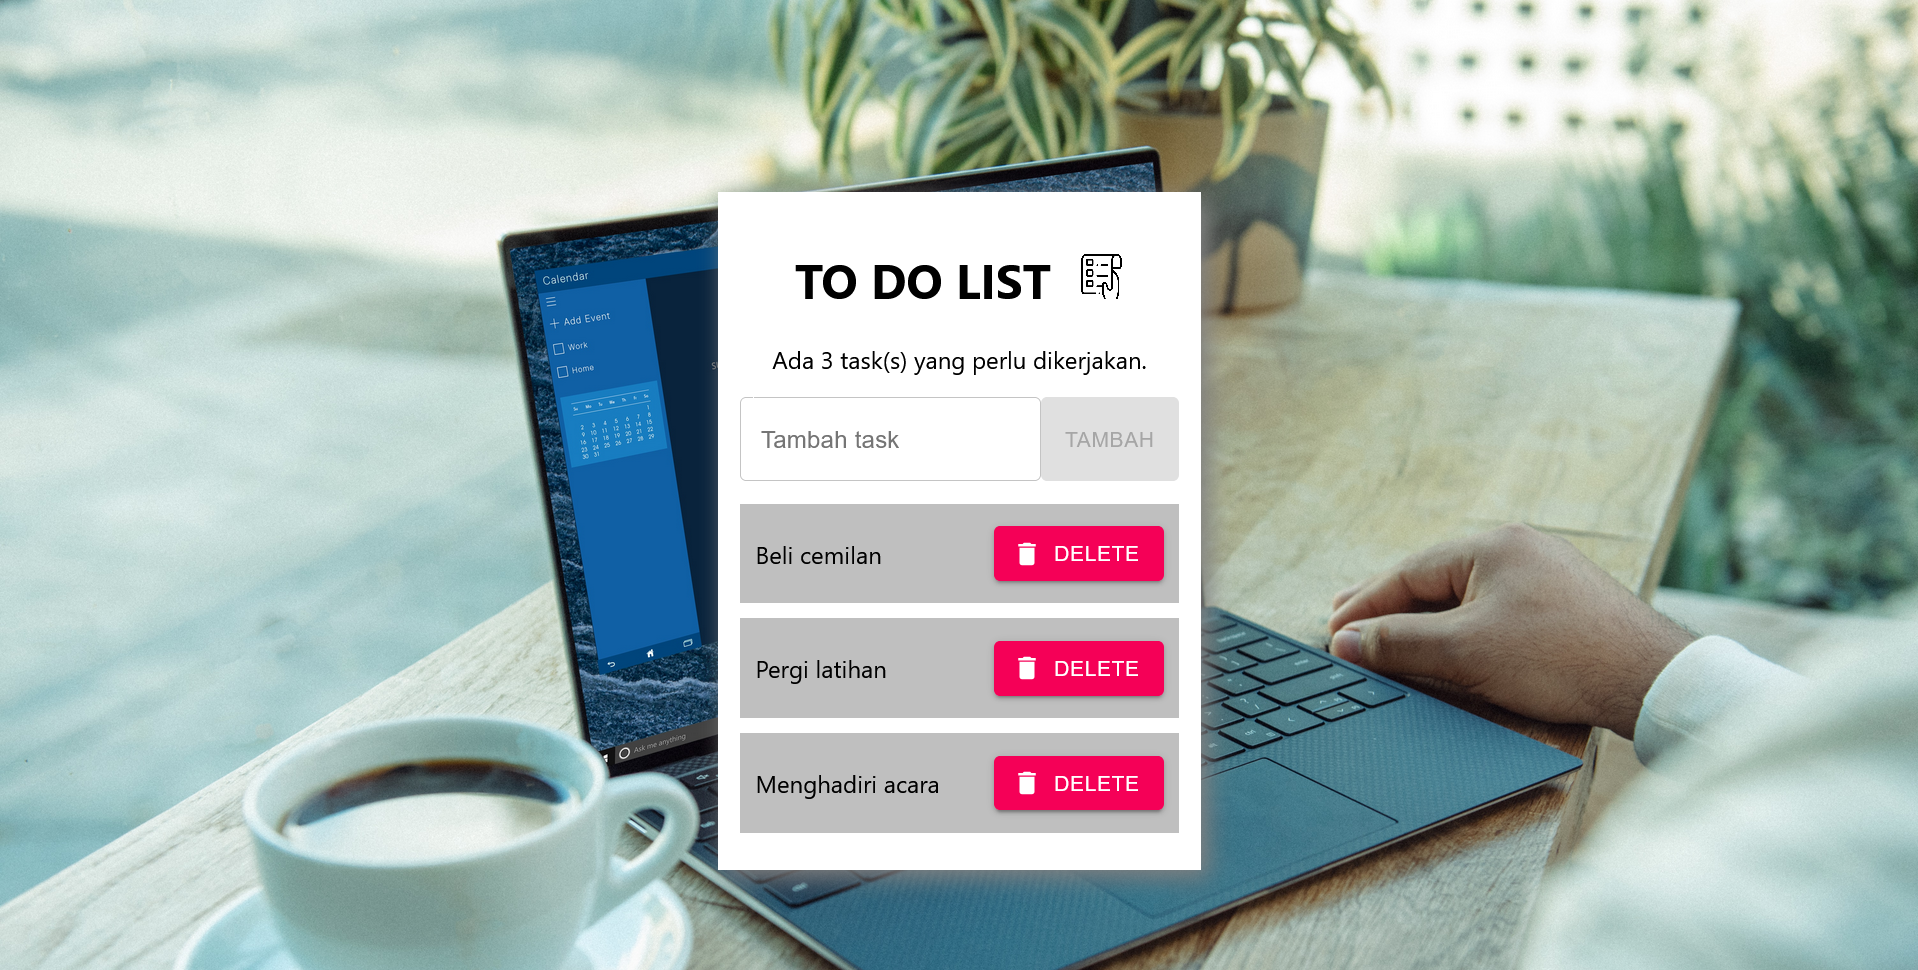 TO DO LIST
Ada 3 task(s) yang perlu dikerjakan.
Tambah task
TAMBAH
Beli cemilan
DELETE
Pergi latihan
DELETE
Menghadiri acara
DELETE
Calendar
Add Event
Work
Home
Ask me anything